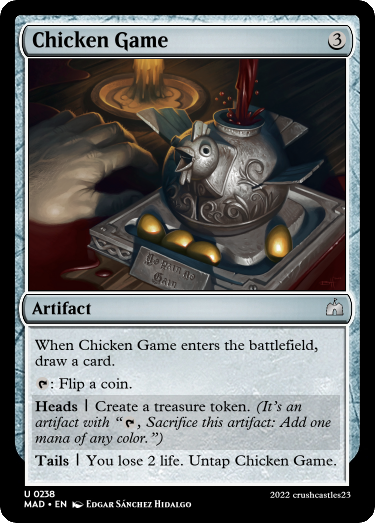 Chicken Game 3
Artifact
When Chicken Game enters the battlefield,
draw a card.
: Flip a coin.
Heads | Create a treasure token. (It's an
artifact with “, Sacrifice this artifact: Add one
mana of any color.”)
Tails | You lose 2 life. Untap Chicken Game.
U 0238
MAD • EN Edgar Sánchez Hidalgo 2022 crushcastles23